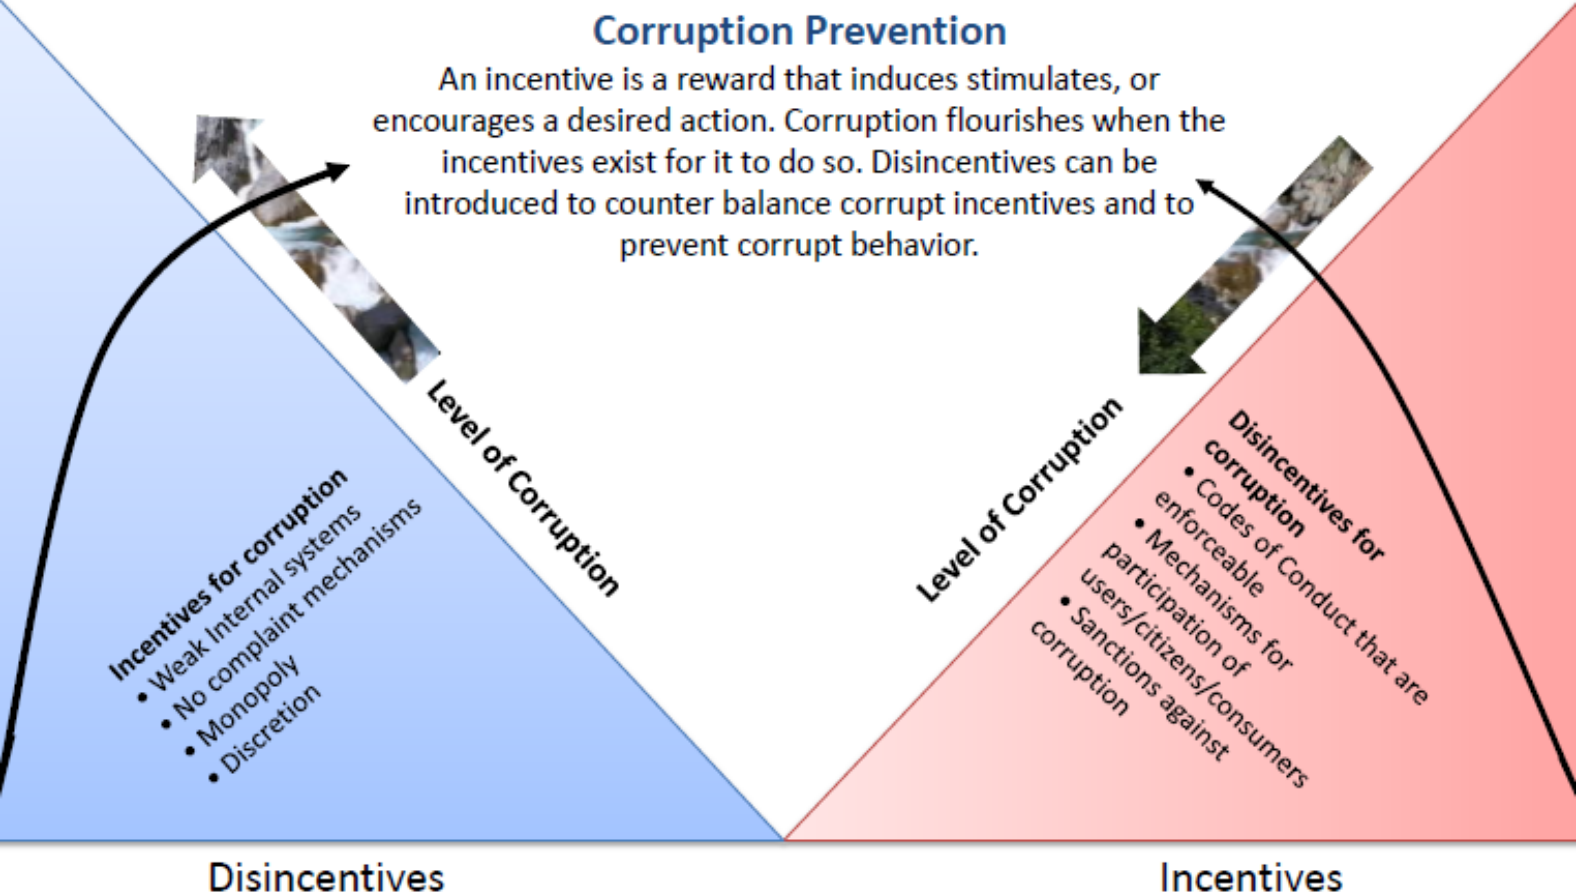 Corruption Prevention
An incentive is a reward that induces stimulates, or
encourages a desired action. Corruption flourishes when the
incentives exist for it to do so. Disincentives can be
introduced to counter balance corrupt incentives and to
prevent corrupt behavior.
Level of Corruption
Incentives for corruption
• Weak Internal systems
• No complaint mechanisms
• Monopoly
• Discretion
Level of Corruption
Disincentives for
corruption
• Codes of Conduct that are
enforceable
• Mechanisms for
participation of
users/citizens/consumers
• Sanctions against
corruption
Disincentives
Incentives